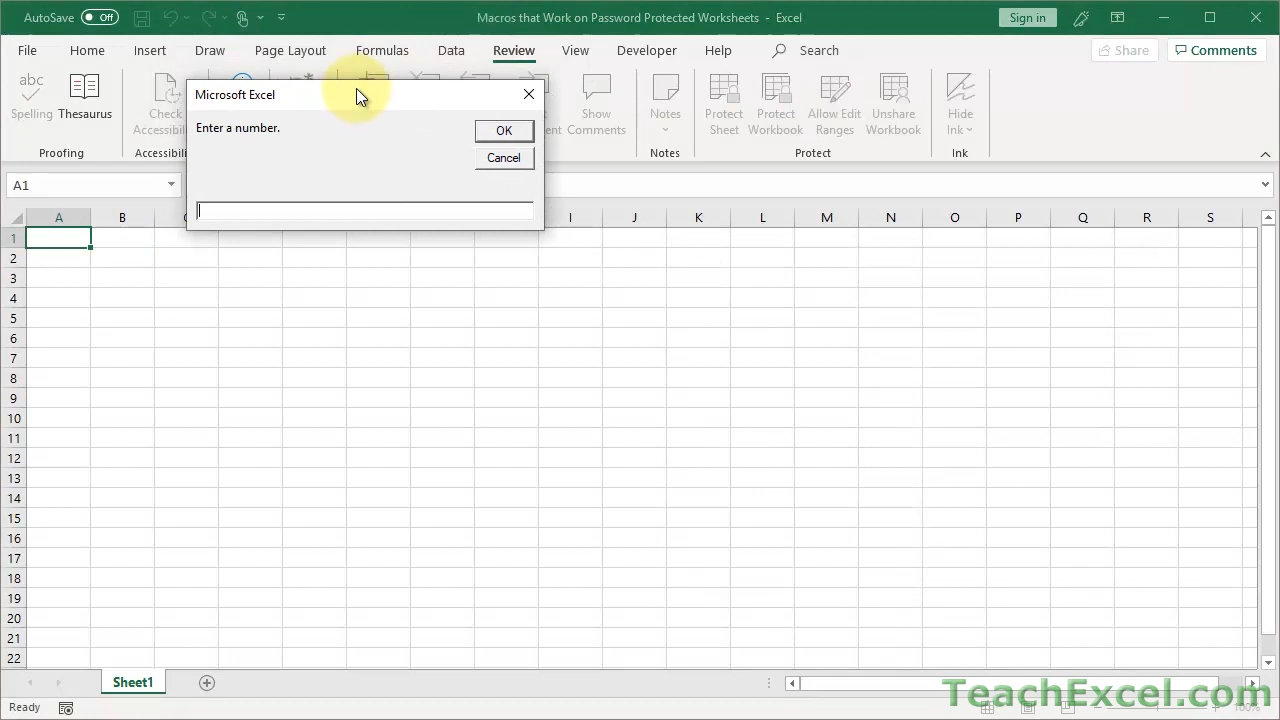 AutoSave Off
Macros that Work on Password Protected Worksheets - Excel
Sign in
File Home Insert Draw Page Layout Formulas Data Review View Developer Help Search
Share Comments
abc
Spelling
Thesaurus
Proofing
Check
Accessibi
Accessibil
Show
Comments
Notes
Notes
Protect
Sheet
Protect
Workbook
Allow Edit
Ranges
Unshare
Workbook
Protect
Hide
Ink
Ink
Microsoft Excel
Enter a number.
OK
Cancel
A1
A B I J K L M N O P Q R S
1
2
3
4
5
6
7
8
9
10
11
12
13
14
15
16
17
18
19
20
21
22
Sheet1
Ready
TeachExcel.com
100%